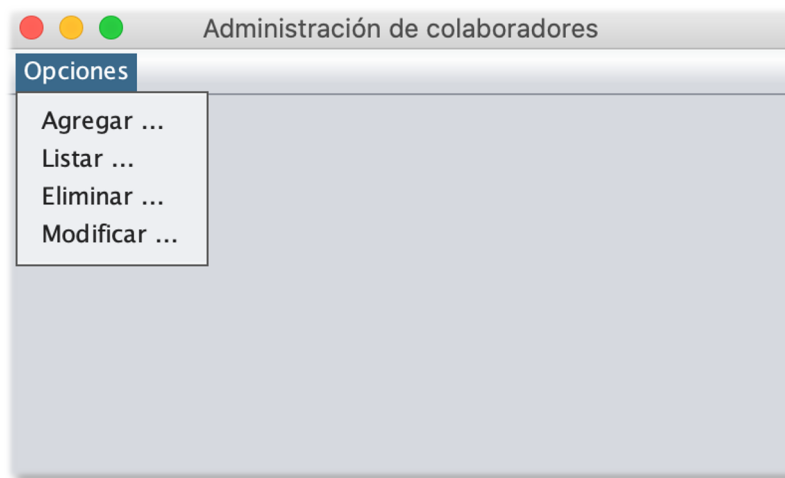 Administración de colaboradores
Opciones
Agregar ...
Listar ...
Eliminar ...
Modificar ...